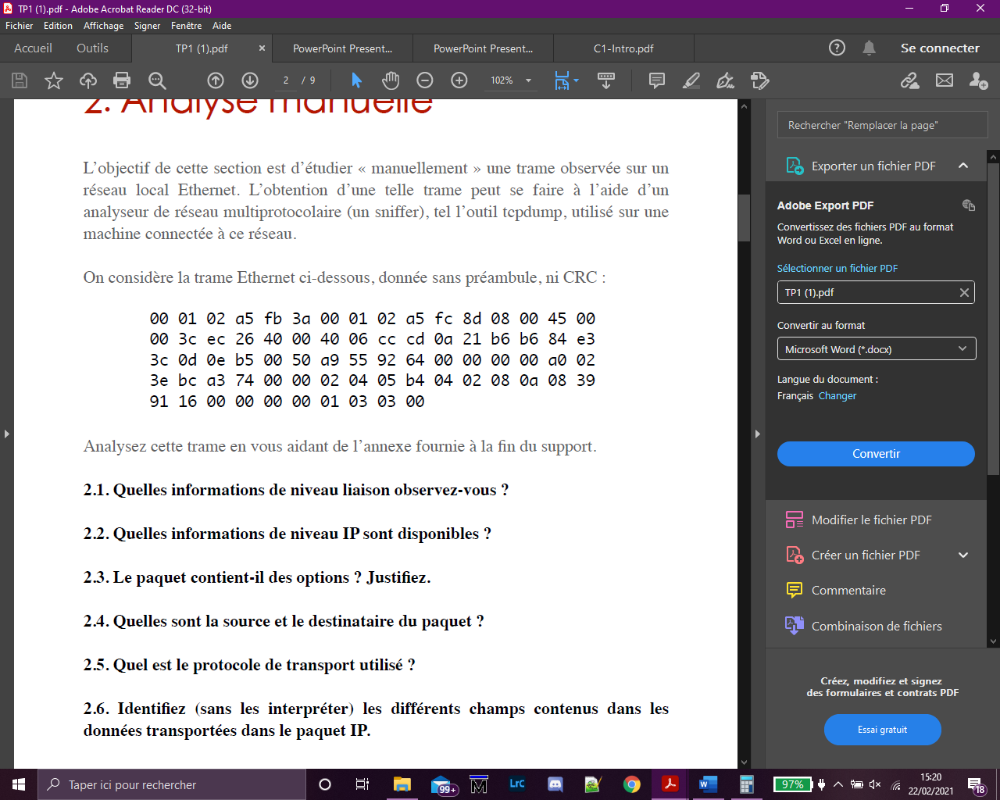 TP1 (1).pdf - Adobe Acrobat Reader DC (32-bit)
Fichier Edition Affichage Signer Fenêtre Aide
Accueil Outils TP1 (1).pdf × PowerPoint Present... PowerPoint Present... C1-Intro.pdf Se connecter
2 / 9 102%
2. Analyse manuelle
L'objectif de cette section est d'étudier « manuellement » une trame observée sur un
réseau local Ethernet. L'obtention d'une telle trame peut se faire à l'aide d'un
analyseur de réseau multiprotocolaire (un sniffer), tel l'outil tcpdump, utilisé sur une
machine connectée à ce réseau.
On considère la trame Ethernet ci-dessous, donnée sans préambule, ni CRC :
00 01 02 a5 fb 3a 00 01 02 a5 fc 8d 08 00 45 00
00 3c ec 26 40 00 40 06 cc cd 0a 21 b6 b6 84 e3
3c 0d 0e b5 00 50 a9 55 92 64 00 00 00 00 a0 02
3e bc a3 74 00 00 02 04 05 b4 04 02 08 0a 08 39
91 16 00 00 00 00 01 03 03 00
Analysez cette trame en vous aidant de l'annexe fournie à la fin du support.
2.1. Quelles informations de niveau liaison observez-vous ?
2.2. Quelles informations de niveau IP sont disponibles ?
2.3. Le paquet contient-il des options ? Justifiez.
2.4. Quelles sont la source et le destinataire du paquet ?
2.5. Quel est le protocole de transport utilisé ?
2.6. Identifiez (sans les interpréter) les différents champs contenus dans les
données transportées dans le paquet IP.
Rechercher "Remplacer la page"
Exporter un fichier PDF
Adobe Export PDF
Convertissez des fichiers PDF au format
Word ou Excel en ligne.
Sélectionner un fichier PDF
TP1 (1).pdf
Convertir au format
Microsoft Word (*.docx)
Langue du document :
Français Changer
Convertir
Modifier le fichier PDF
Créer un fichier PDF
Commentaire
Combinaison de fichiers
Créez, modifiez et signez
des formulaires et contrats PDF
Essai gratuit
Taper ici pour rechercher
99+
LrC
97%
15:20
22/02/2021
18